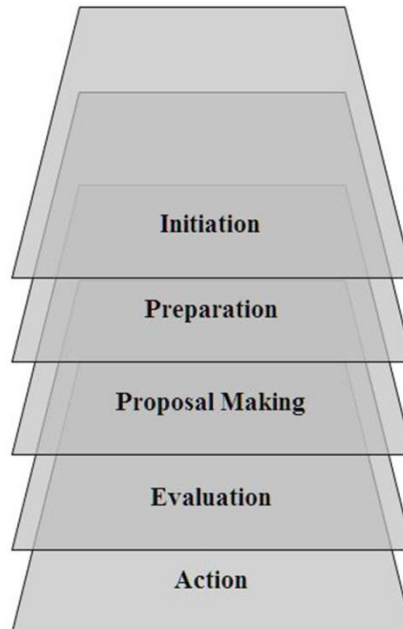 Initiation
Preparation
Proposal Making
Evaluation
Action